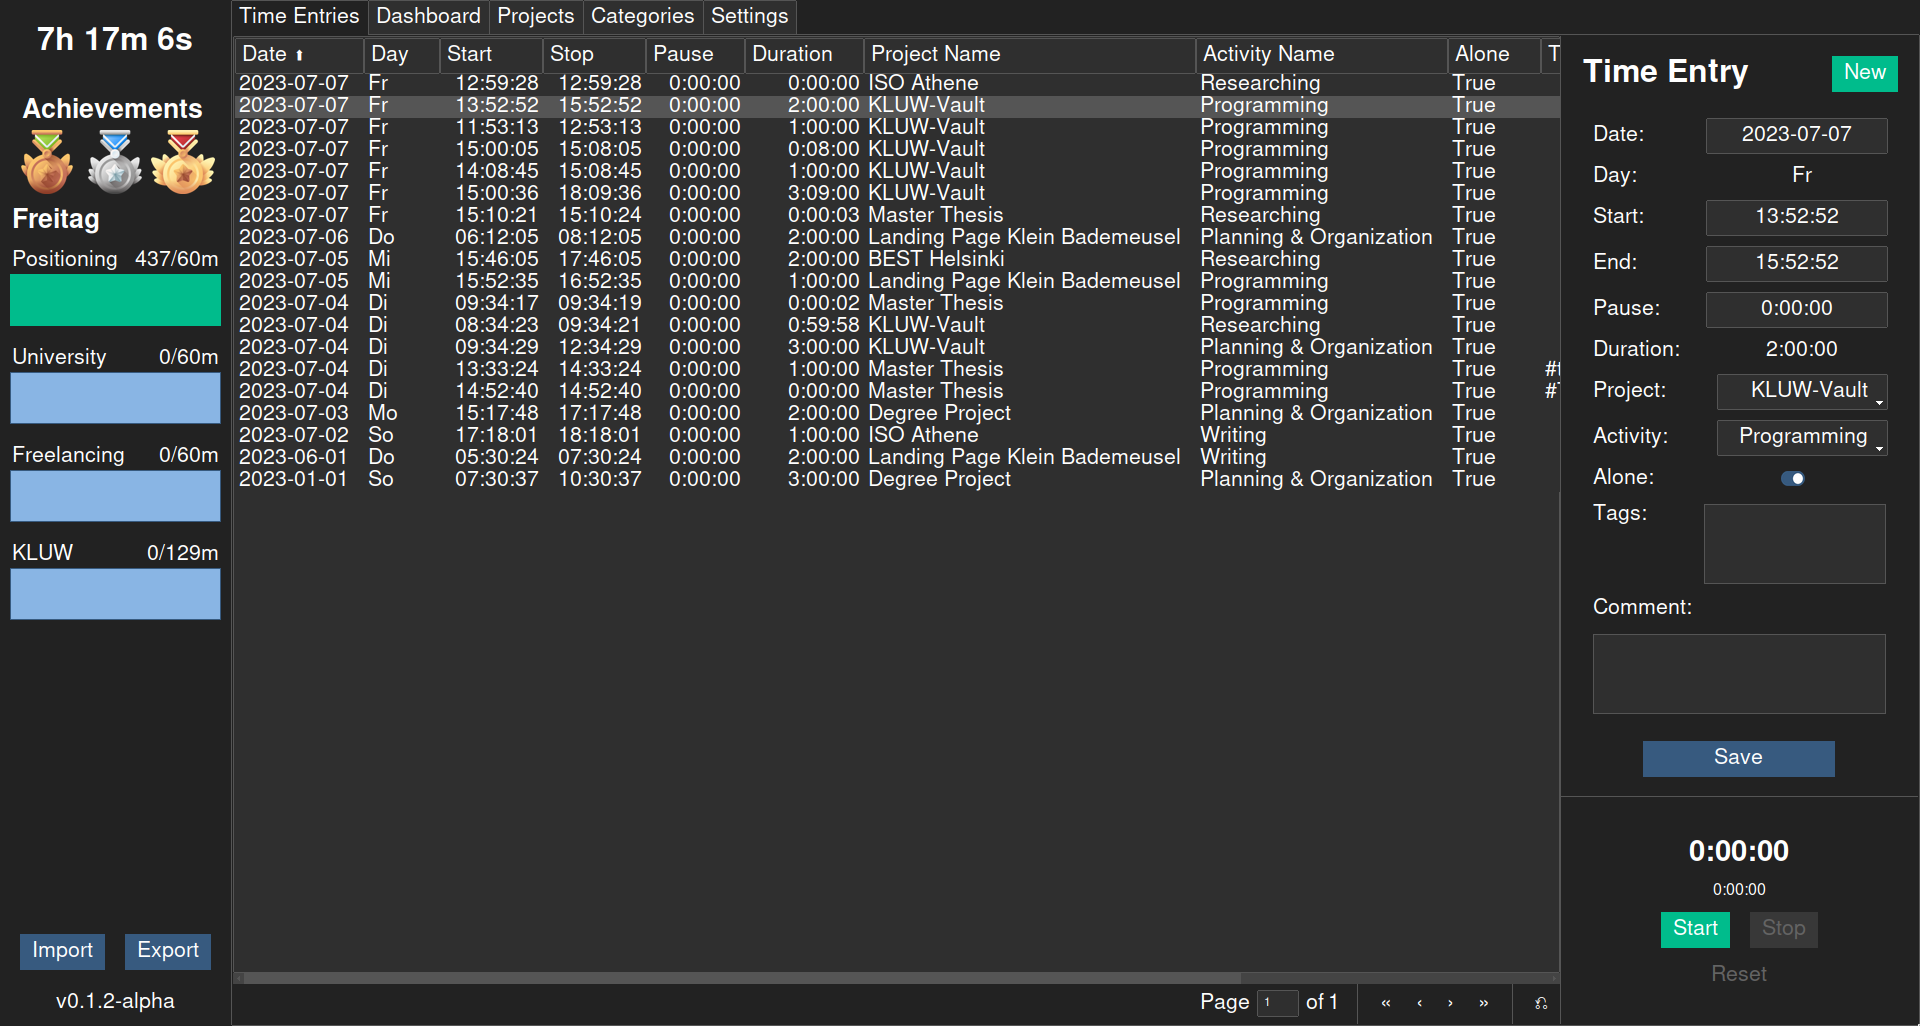 7h 17m 6s
Achievements
Freitag
Positioning 437/60m
University 0/60m
Freelancing 0/60m
KLUW 0/129m
Import Export
v0.1.2-alpha
Time Entries Dashboard Projects Categories Settings
Date ⬆ Day Start Stop Pause Duration Project Name Activity Name Alone T
2023-07-07 Fr 12:59:28 12:59:28 0:00:00 0:00:00 ISO Athene Researching True
2023-07-07 Fr 13:52:52 15:52:52 0:00:00 2:00:00 KLUW-Vault Programming True
2023-07-07 Fr 11:53:13 12:53:13 0:00:00 1:00:00 KLUW-Vault Programming True
2023-07-07 Fr 15:00:05 15:08:05 0:00:00 0:08:00 KLUW-Vault Programming True
2023-07-07 Fr 14:08:45 15:08:45 0:00:00 1:00:00 KLUW-Vault Programming True
2023-07-07 Fr 15:00:36 18:09:36 0:00:00 3:09:00 KLUW-Vault Programming True
2023-07-07 Fr 15:10:21 15:10:24 0:00:00 0:00:03 Master Thesis Researching True
2023-07-06 Do 06:12:05 08:12:05 0:00:00 2:00:00 Landing Page Klein Bademeusel Planning & Organization True
2023-07-05 Mi 15:46:05 17:46:05 0:00:00 2:00:00 BEST Helsinki Researching True
2023-07-05 Mi 15:52:35 16:52:35 0:00:00 1:00:00 Landing Page Klein Bademeusel Programming True
2023-07-04 Di 09:34:17 09:34:19 0:00:00 0:00:02 Master Thesis Programming True
2023-07-04 Di 08:34:23 09:34:21 0:00:00 0:59:58 KLUW-Vault Researching True
2023-07-04 Di 09:34:29 12:34:29 0:00:00 3:00:00 KLUW-Vault Planning & Organization True
2023-07-04 Di 13:33:24 14:33:24 0:00:00 1:00:00 Master Thesis Programming True #
2023-07-04 Di 14:52:40 14:52:40 0:00:00 0:00:00 Master Thesis Programming True #
2023-07-03 Mo 15:17:48 17:17:48 0:00:00 2:00:00 Degree Project Planning & Organization True
2023-07-02 So 17:18:01 18:18:01 0:00:00 1:00:00 ISO Athene Writing True
2023-06-01 Do 05:30:24 07:30:24 0:00:00 2:00:00 Landing Page Klein Bademeusel Writing True
2023-01-01 So 07:30:37 10:30:37 0:00:00 3:00:00 Degree Project Planning & Organization True
Page 1 of 1 « ‹ › »
Time Entry New
Date: 2023-07-07
Day: Fr
Start: 13:52:52
End: 15:52:52
Pause: 0:00:00
Duration: 2:00:00
Project: KLUW-Vault
Activity: Programming
Alone:
Tags:
Comment:
Save
0:00:00
0:00:00
Start Stop
Reset